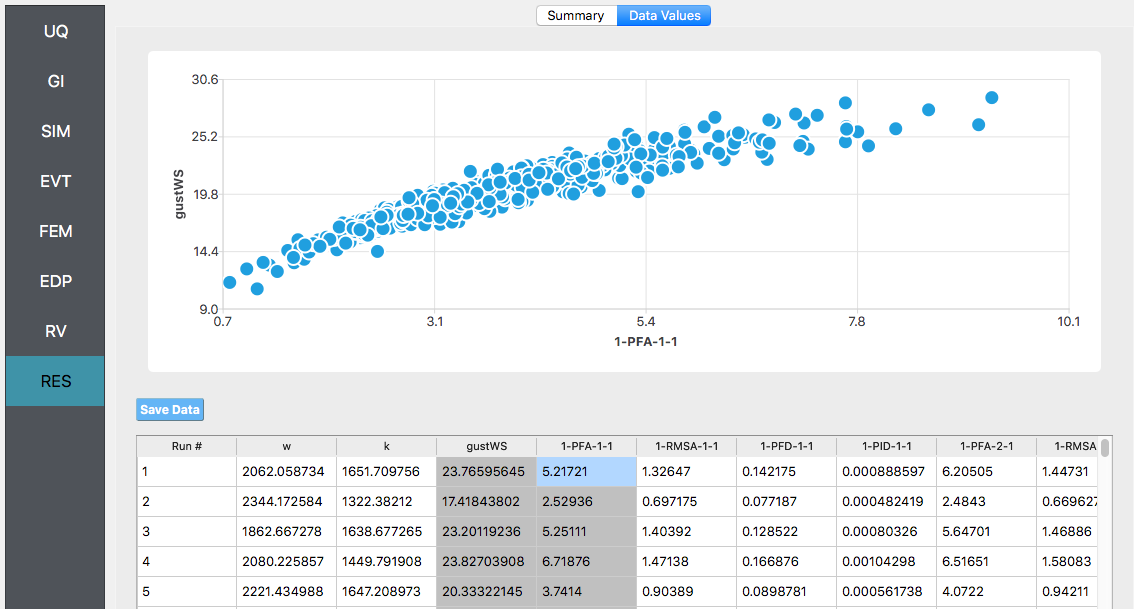 UQ
GI
SIM
EVT
FEM
EDP
RV
RES
Summary Data Values
30.6
25.2
19.8
14.4
9.0
gustWS
0.7 3.1 5.4 7.8 10.1
1-PFA-1-1
Save Data
Run # w k gustWS 1-PFA-1-1 1-RMSA-1-1 1-PFD-1-1 1-PID-1-1 1-PFA-2-1 1-RMSA
1 2062.058734 1651.709756 23.76595645 5.21721 1.32647 0.142175 0.000888597 6.20505 1.44731
2 2344.172584 1322.38212 17.41843802 2.52936 0.697175 0.077187 0.000482419 2.4843 0.669627
3 1862.667278 1638.677265 23.20119236 5.25111 1.40392 0.128522 0.00080326 5.64701 1.46886
4 2080.225857 1449.791908 23.82703908 6.71876 1.47138 0.166876 0.00104298 6.51651 1.58083
5 2221.434988 1647.208973 20.33322145 3.7414 0.90389 0.0898781 0.000561738 4.0722 0.94211